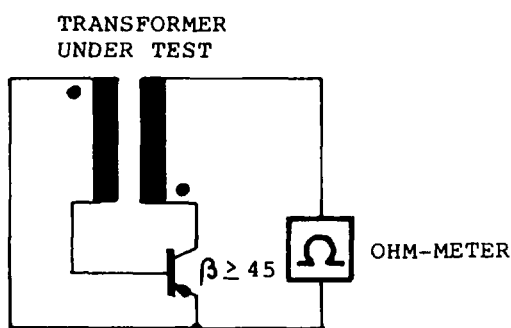 TRANSFORMER
UNDER TEST
β ≥ 45
Ω
OHM-METER